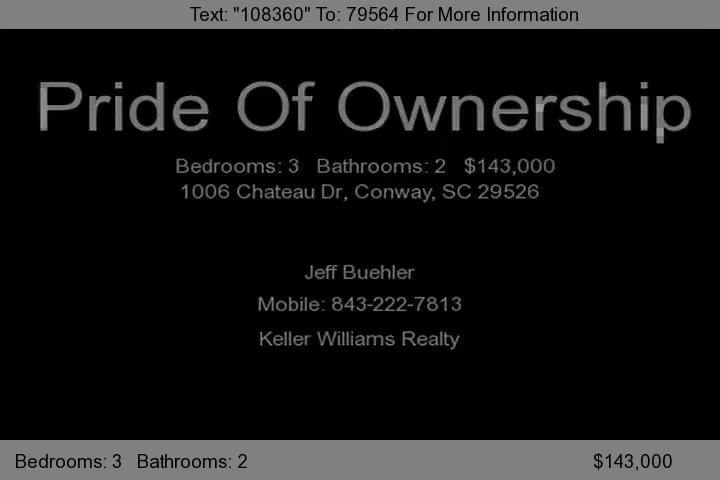 Text: "108360" To: 79564 For More Information
Pride Of Ownership
Bedrooms: 3 Bathrooms: 2 $143,000
1006 Chateau Dr, Conway, SC 29526
Jeff Buehler
Mobile: 843-222-7813
Keller Williams Realty
Bedrooms: 3 Bathrooms: 2 $143,000